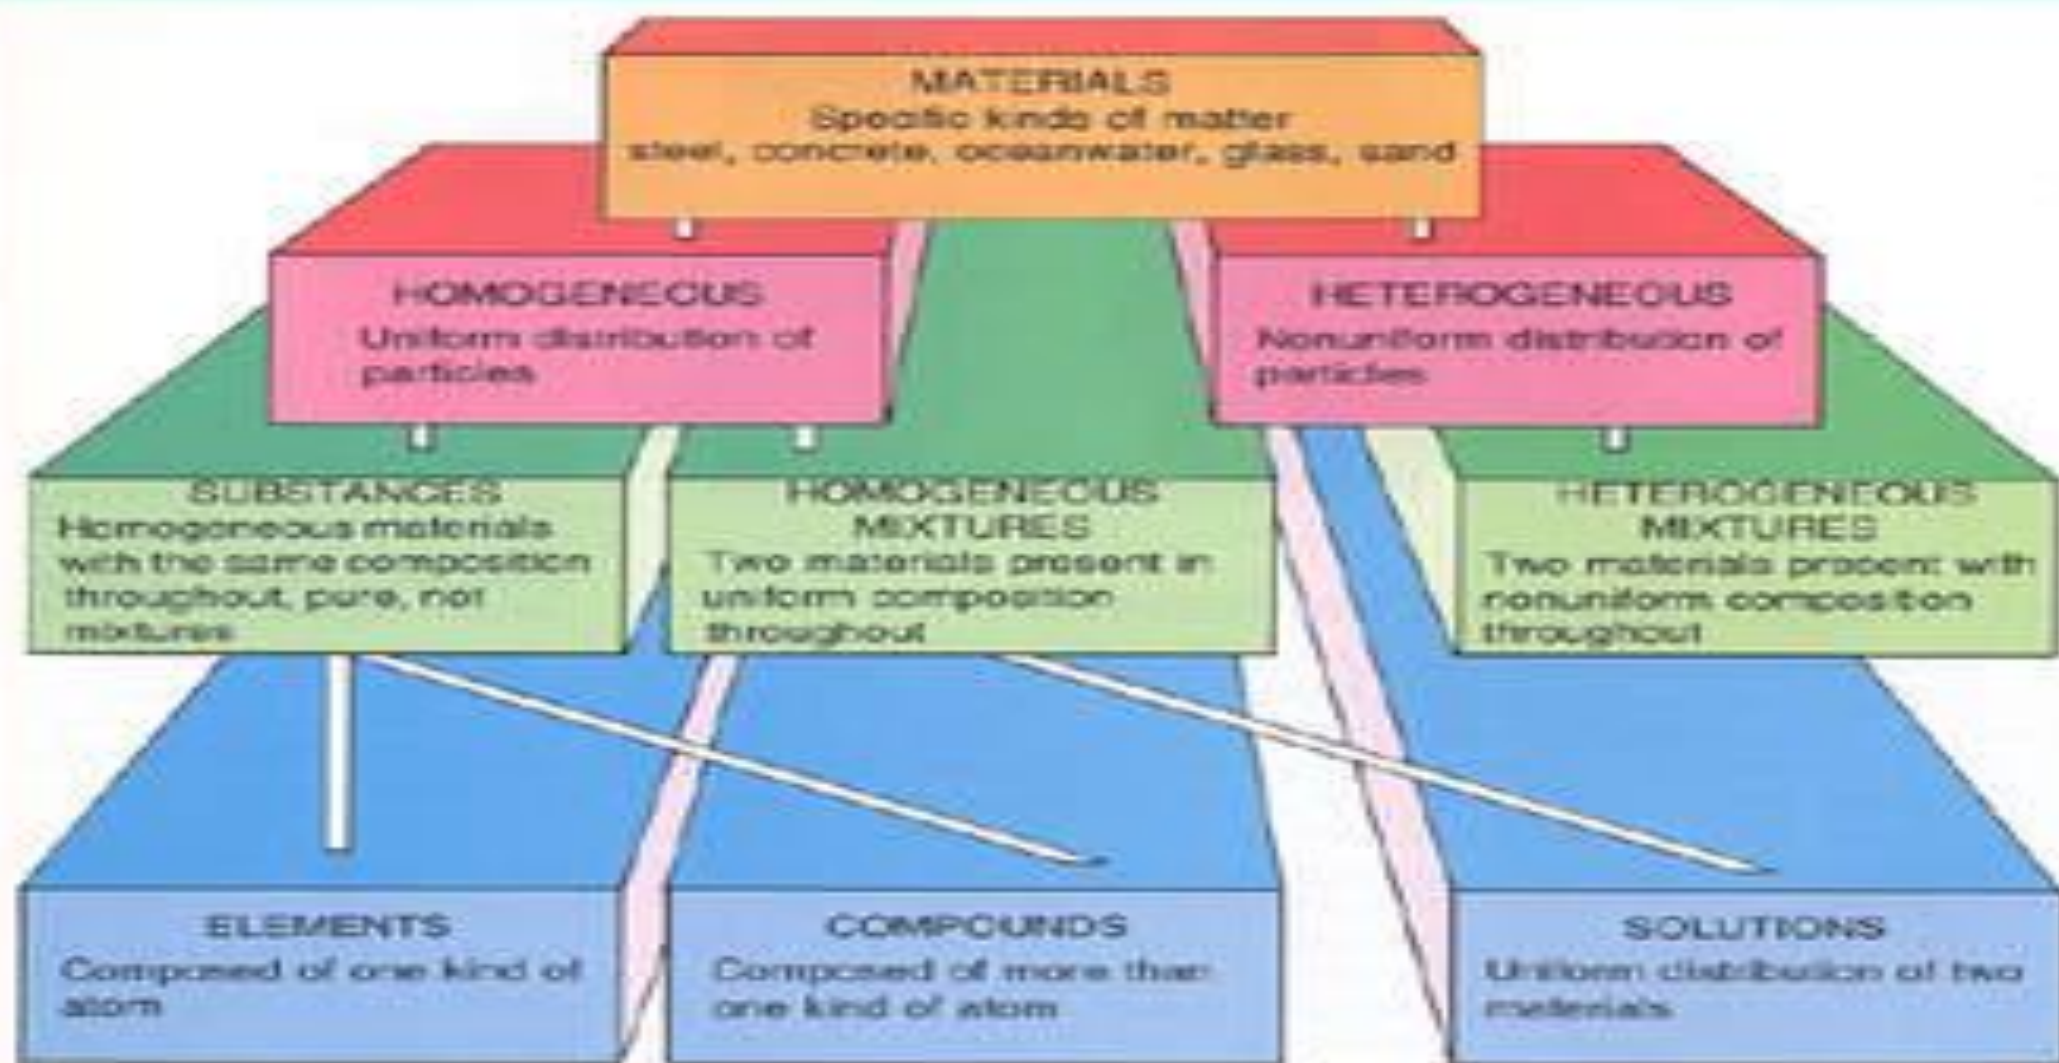 MATERIALS
Specific kinds of matter
steel, concrete, oceanwater, glass, sand
HOMOGENEOUS
Uniform distribution of
particles
HETEROGENEOUS
Nonuniform distribution of
particles
SUBSTANCES
Homogeneous materials
with the same composition
throughout, pure, not
mixtures
HOMOGENEOUS
MIXTURES
Two materials present in
uniform composition
throughout
HETEROGENEOUS
MIXTURES
Two materials present with
nonuniform composition
throughout
ELEMENTS
Composed of one kind of
atom
COMPOUNDS
Composed of more than
one kind of atom
SOLUTIONS
Uniform distribution of two
materials